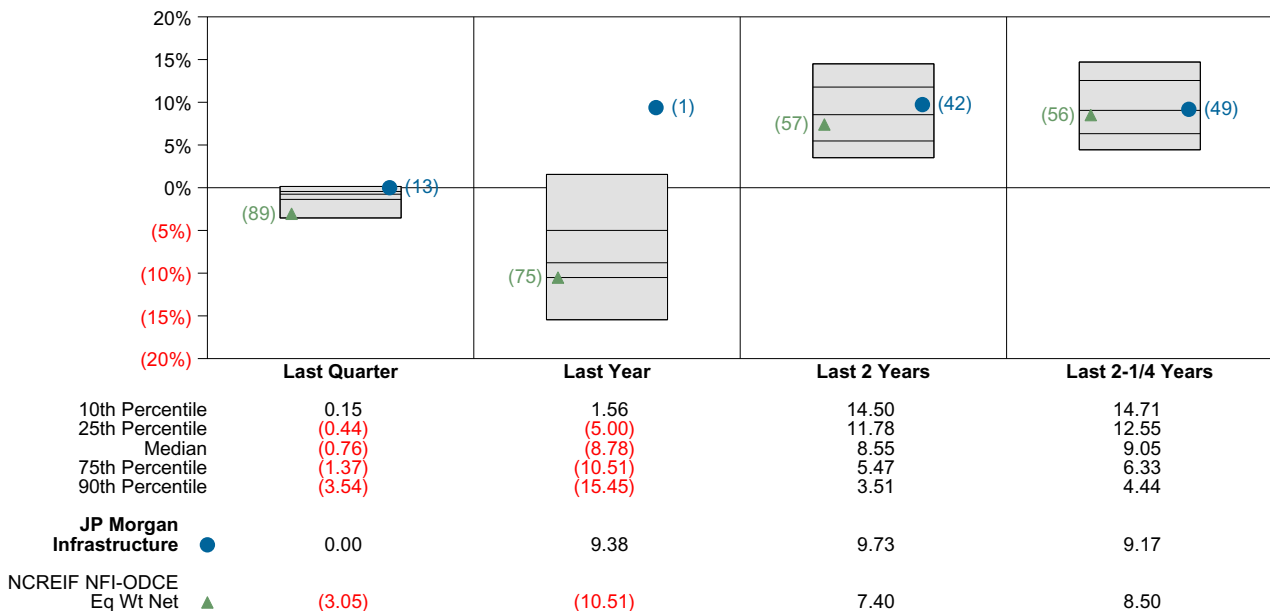 20%
15%
10%
5%
0%
(5%)
(10%)
(15%)
(20%)
(13)
(89)
(1)
(75)
(42)
(57)
(49)
(56)
Last Quarter Last Year Last 2 Years Last 2-1/4 Years
10th Percentile 0.15 1.56 14.50 14.71
25th Percentile (0.44) (5.00) 11.78 12.55
Median (0.76) (8.78) 8.55 9.05
75th Percentile (1.37) (10.51) 5.47 6.33
90th Percentile (3.54) (15.45) 3.51 4.44
JP Morgan
Infrastructure 0.00 9.38 9.73 9.17
NCREIF NFI-ODCE
Eq Wt Net (3.05) (10.51) 7.40 8.50